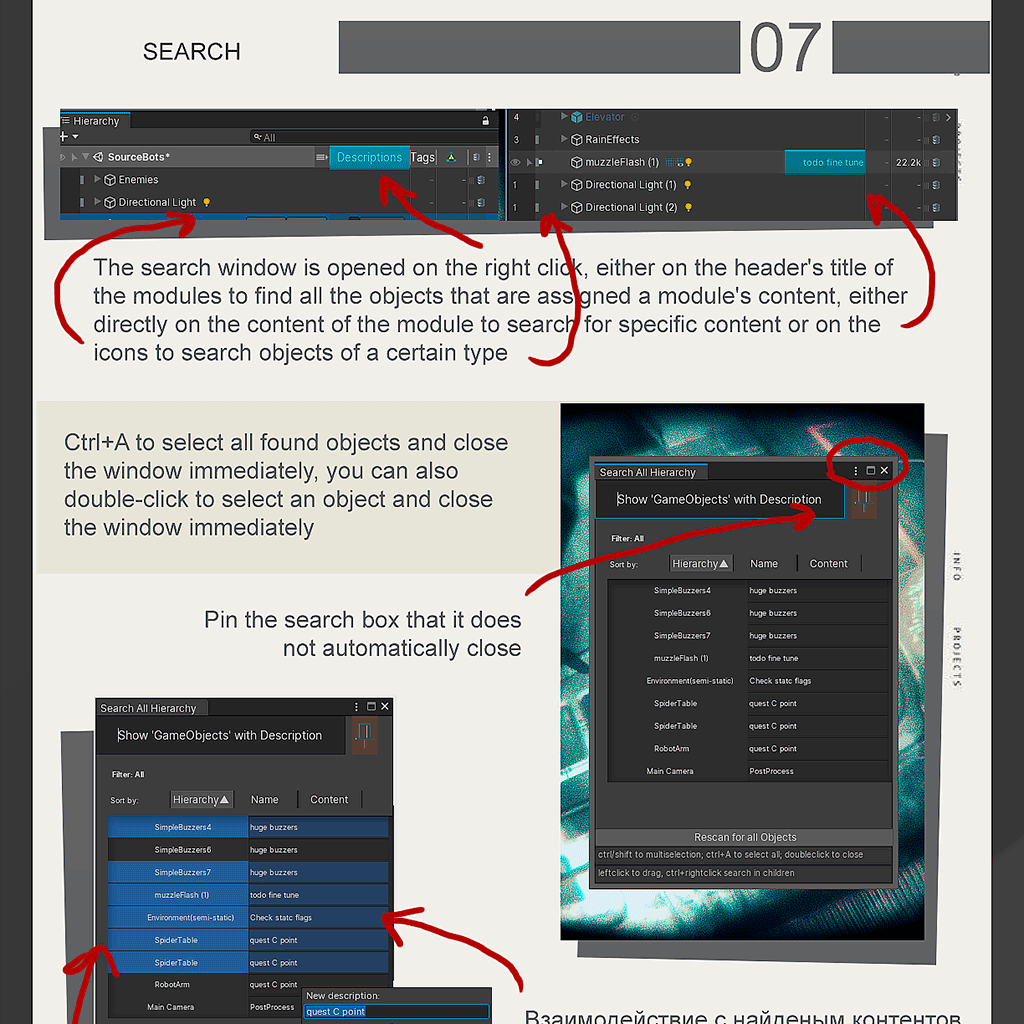 SEARCH
07
Hierarchy
All
SourceBots*
Descriptions
Tags
Enemies
Directional Light
4
Elevator
3
RainEffects
muzzleFlash (1)
todo fine tune
22.2k
1
Directional Light (1)
1
Directional Light (2)
The search window is opened on the right click, either on the header's title of
the modules to find all the objects that are assigned a module's content, either
directly on the content of the module to search for specific content or on the
icons to search objects of a certain type
Ctrl+A to select all found objects and close
the window immediately, you can also
double-click to select an object and close
the window immediately
Pin the search box that it does
not automatically close
Search All Hierarchy
Show 'GameObjects' with Description
Filter: All
Sort by:
Hierarchy▲ Name Content
SimpleBuzzers4 huge buzzers
SimpleBuzzers6 huge buzzers
SimpleBuzzers7 huge buzzers
muzzleFlash (1) todo fine tune
Environment(semi-static) Check statc flags
SpiderTable quest C point
SpiderTable quest C point
RobotArm quest C point
Main Camera PostProcess
Rescan for all Objects
ctrl/shift to multiselection; ctrl+A to select all; doubleclick to close
leftclick to drag, ctrl+rightclick search in children
INFO
PROJECTS
Search All Hierarchy
Show 'GameObjects' with Description
Filter: All
Sort by:
Hierarchy▲ Name Content
SimpleBuzzers4 huge buzzers
SimpleBuzzers6 huge buzzers
SimpleBuzzers7 huge buzzers
muzzleFlash (1) todo fine tune
Environment(semi-static) Check statc flags
SpiderTable quest C point
SpiderTable quest C point
RobotArm quest C point
Main Camera PostProcess
New description:
quest C point
Взаимодействие с найденым контентов